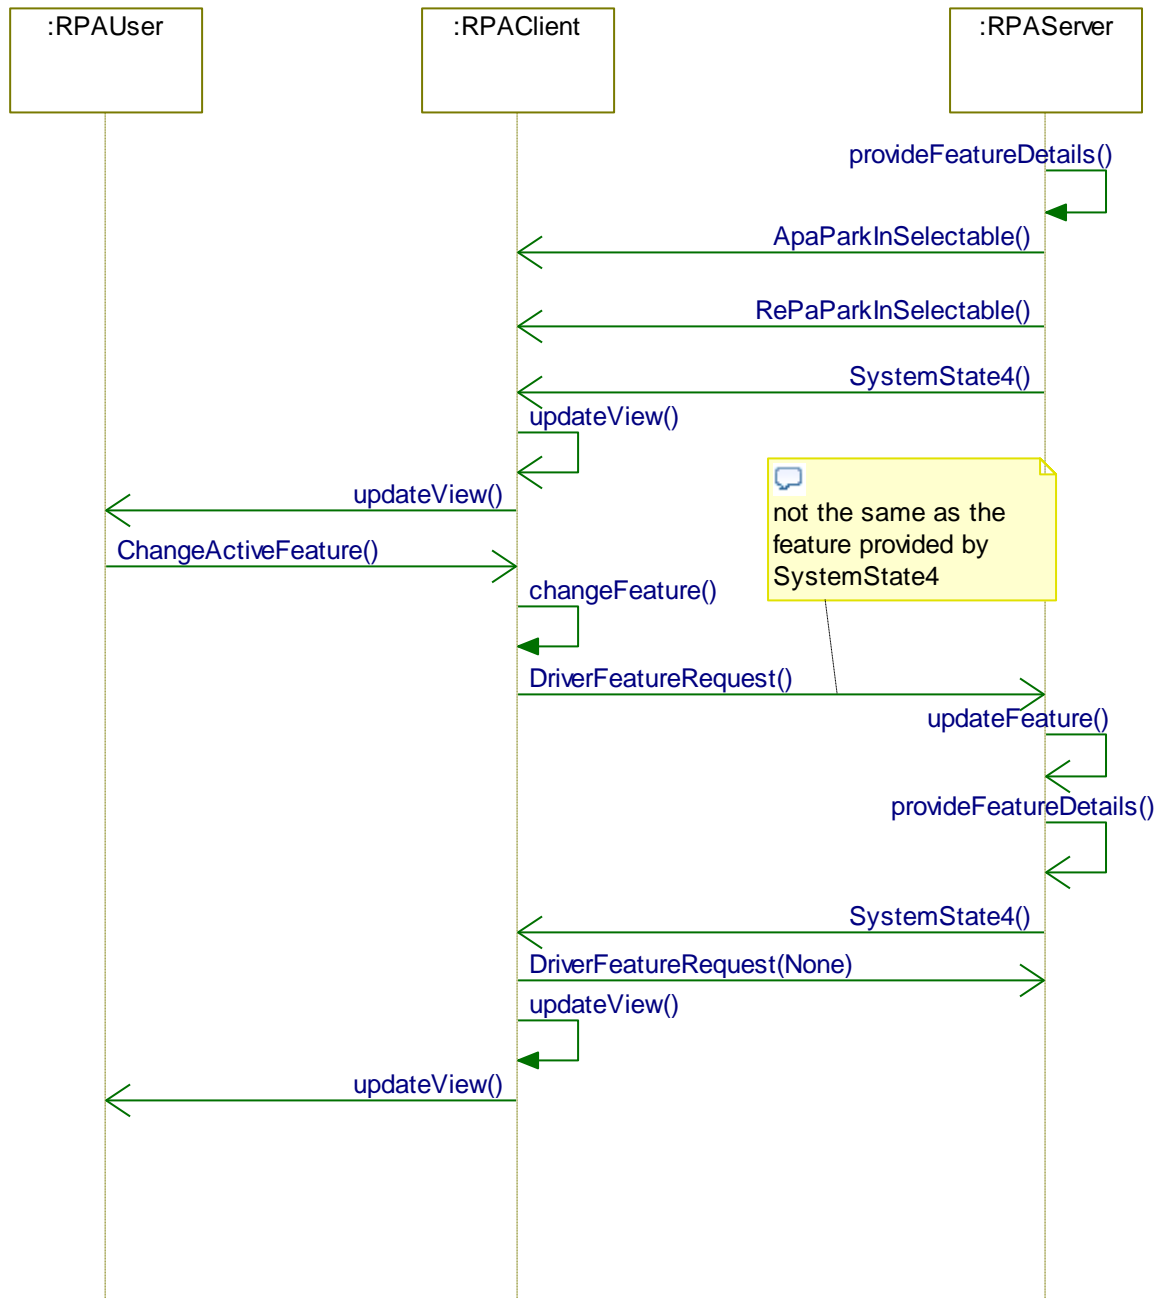 :RPAUser
:RPAClient
:RPAServer
provideFeatureDetails()
ApaParkInSelectable()
RePaParkInSelectable()
SystemState4()
updateView()
updateView()
not the same as the
feature provided by
SystemState4
ChangeActiveFeature()
changeFeature()
DriverFeatureRequest()
updateFeature()
provideFeatureDetails()
SystemState4()
DriverFeatureRequest(None)
updateView()
updateView()